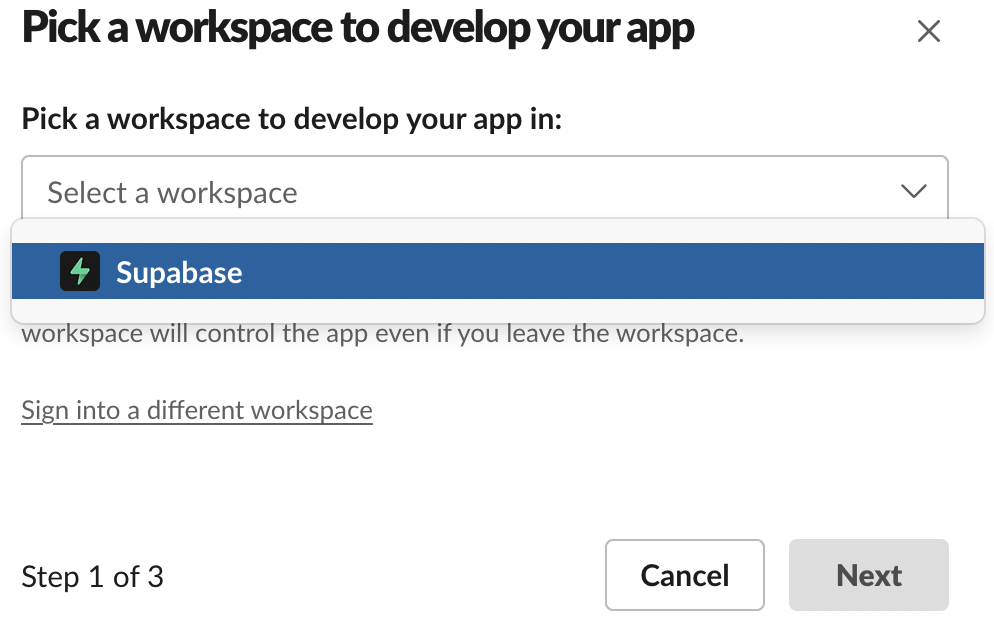 Pick a workspace to develop your app
Pick a workspace to develop your app in:
Select a workspace
Supabase
workspace will control the app even if you leave the workspace.
Sign into a different workspace
Step 1 of 3
Cancel
Next